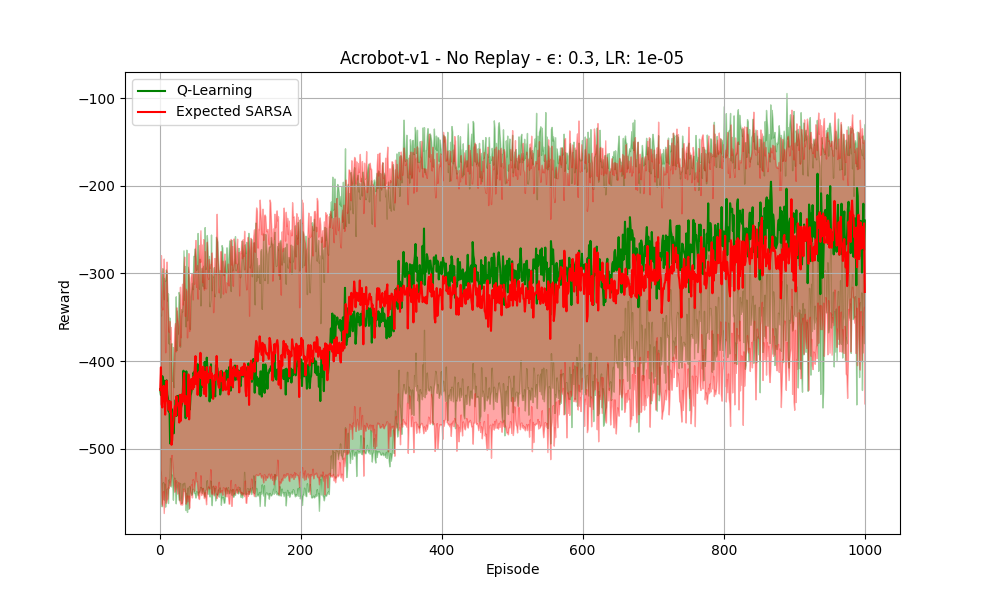 Acrobot-v1 - No Replay - ϵ: 0.3, LR: 1e-05
Q-Learning
Expected SARSA
−100
−200
−300
−400
−500
Reward
0 200 400 600 800 1000
Episode